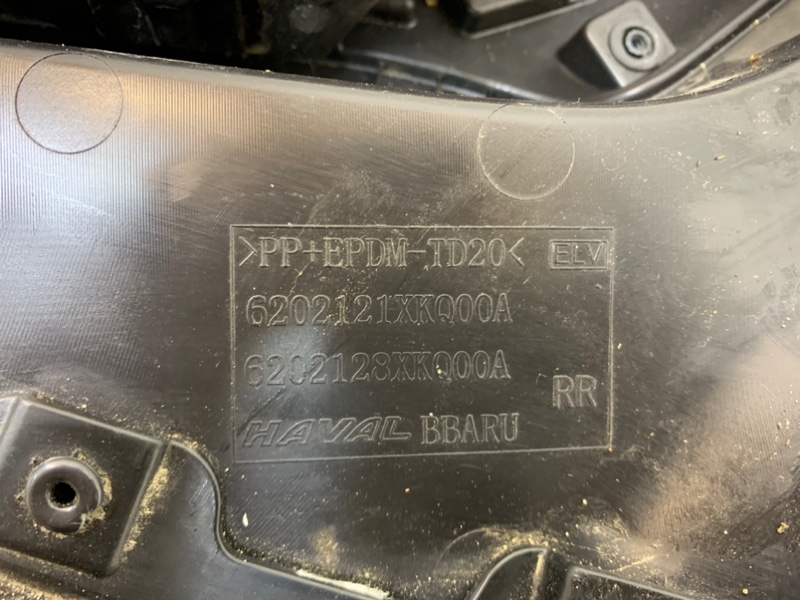 >PP+EPDM-TD20< ELV
6202121XKQ00A
6202128XKQ00A
RR
HAVAL BBARU